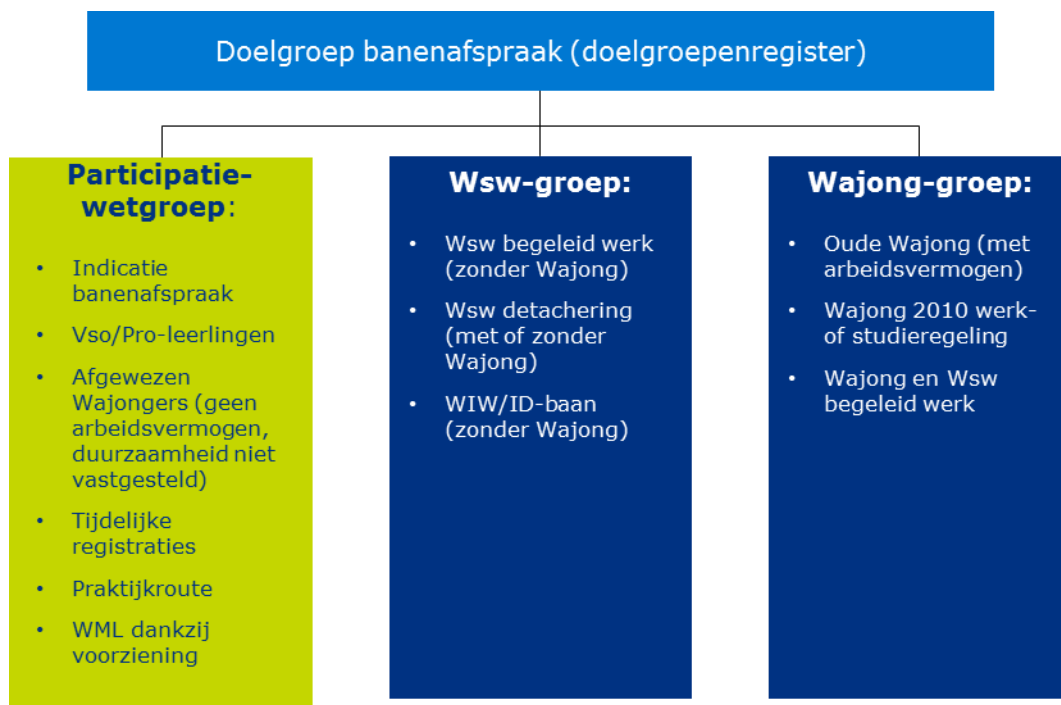 Doelgroep banenafspraak (doelgroepenregister)
Participatie-
wetgroep:
• Indicatie
banenafspraak
• Vso/Pro-leerlingen
• Afgewezen
Wajongers (geen
arbeidsvermogen,
duurzaamheid niet
vastgesteld)
• Tijdelijke
registraties
• Praktijkroute
• WML dankzij
voorziening
Wsw-groep:
• Wsw begeleid werk
(zonder Wajong)
• Wsw detachering
(met of zonder
Wajong)
• WIW/ID-baan
(zonder Wajong)
Wajong-groep:
• Oude Wajong (met
arbeidsvermogen)
• Wajong 2010 werk-
of studieregeling
• Wajong en Wsw
begeleid werk